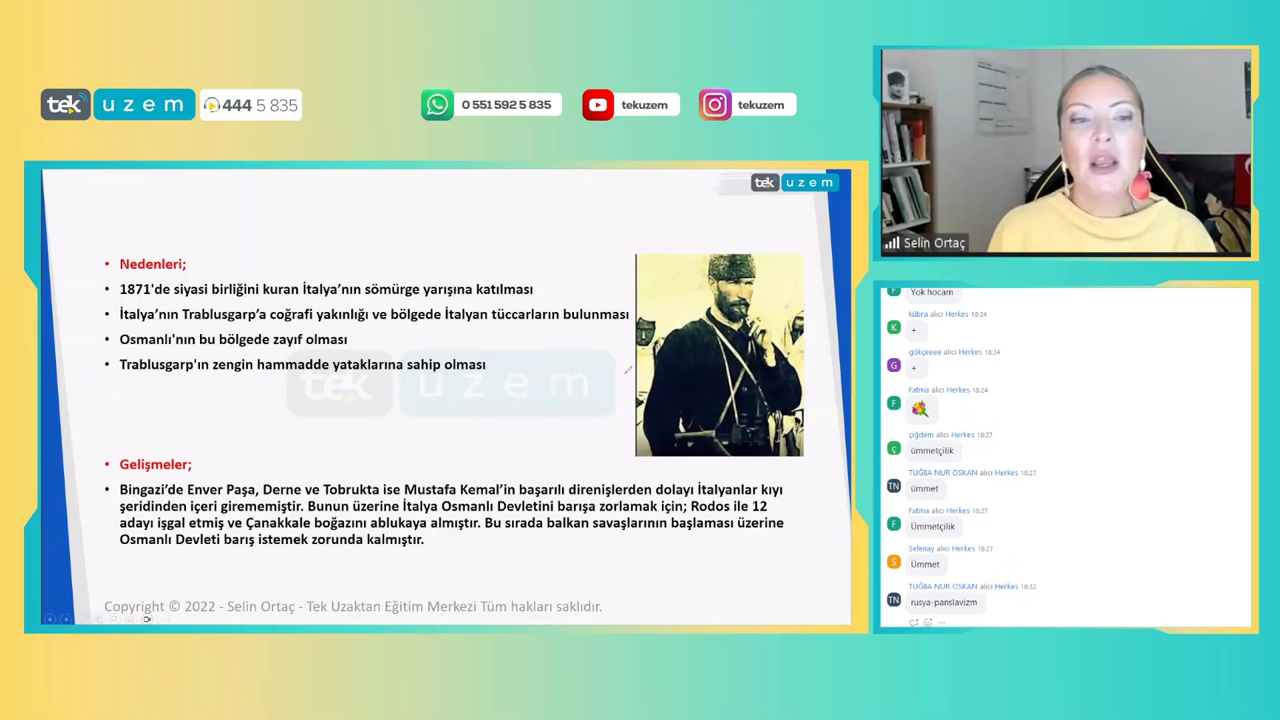 tek uzem 444 5 835
0 551 592 5 835
tekuzem
tekuzem
tek uzem
• Nedenleri;
• 1871'de siyasi birliğini kuran İtalya’nın sömürge yarışına katılması
• İtalya’nın Trablusgarp’a coğrafi yakınlığı ve bölgede İtalyan tüccarların bulunması
• Osmanlı'nın bu bölgede zayıf olması
• Trablusgarp'ın zengin hammadde yataklarına sahip olması
tek uzem
• Gelişmeler;
• Bingazi’de Enver Paşa, Derne ve Tobrukta ise Mustafa Kemal’in başarılı direnişlerden dolayı İtalyanlar kıyı
şeridinden içeri girememiştir. Bunun üzerine İtalya Osmanlı Devletini barışa zorlamak için; Rodos ile 12
adayı işgal etmiş ve Çanakkale boğazını ablukaya almıştır. Bu sırada balkan savaşlarının başlaması üzerine
Osmanlı Devleti barış istemek zorunda kalmıştır.
Copyright © 2022 - Selin Ortaç - Tek Uzaktan Eğitim Merkezi Tüm hakları saklıdır.
Selin Ortaç
F Yok hocam
kübra alıcı Herkes 18:24
K +
gökçeeee alıcı Herkes 18:24
G +
Fatma alıcı Herkes 18:24
F
çiğdem alıcı Herkes 18:27
Ç ümmetçilik
TUĞBA NUR OSKAN alıcı Herkes 18:27
TN ümmet
Fatma alıcı Herkes 18:27
F Ümmetçilik
Selenay alıcı Herkes 18:27
S Ümmet
TUĞBA NUR OSKAN alıcı Herkes 18:32
TN rusya-panslavizm